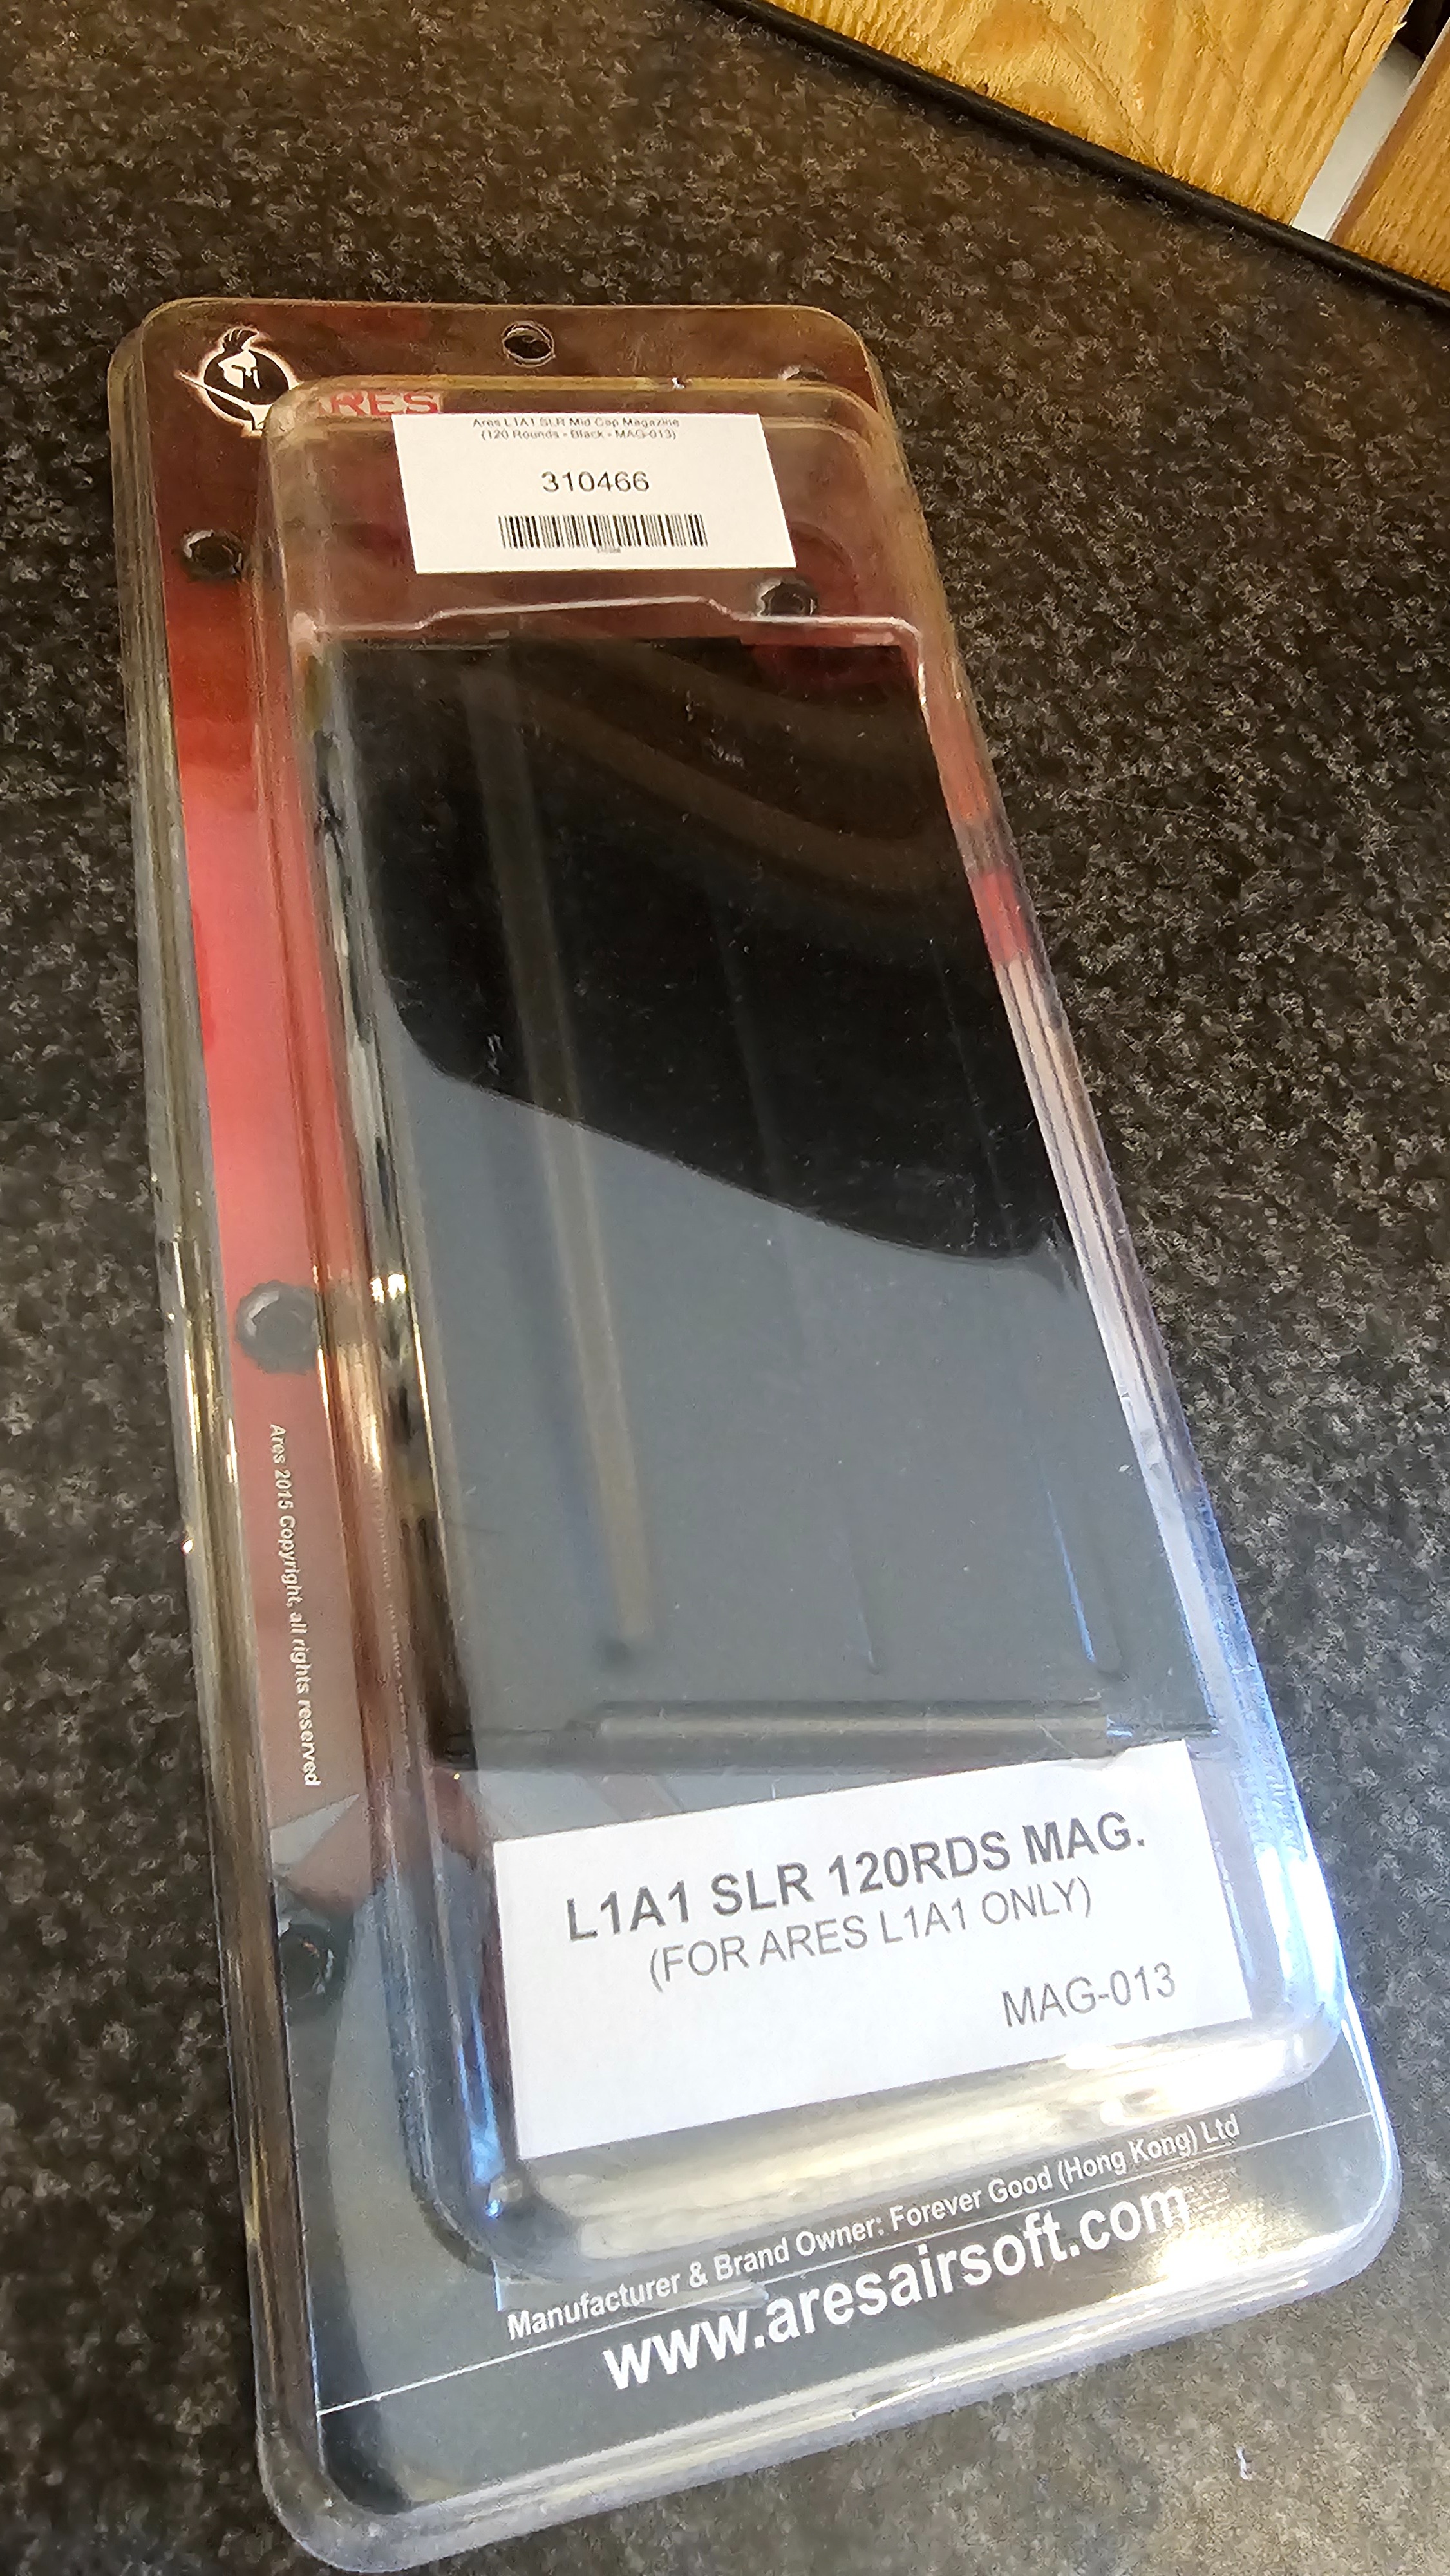 ARES
Ares L1A1 SLR Mid Cap Magazine
(120 Rounds - Black - MAG-013)
310466
Ares 2015 Copyright, all rights reserved
L1A1 SLR 120RDS MAG.
(FOR ARES L1A1 ONLY)
MAG-013
Manufacturer & Brand Owner: Forever Good (Hong Kong) Ltd
www.aresairsoft.com